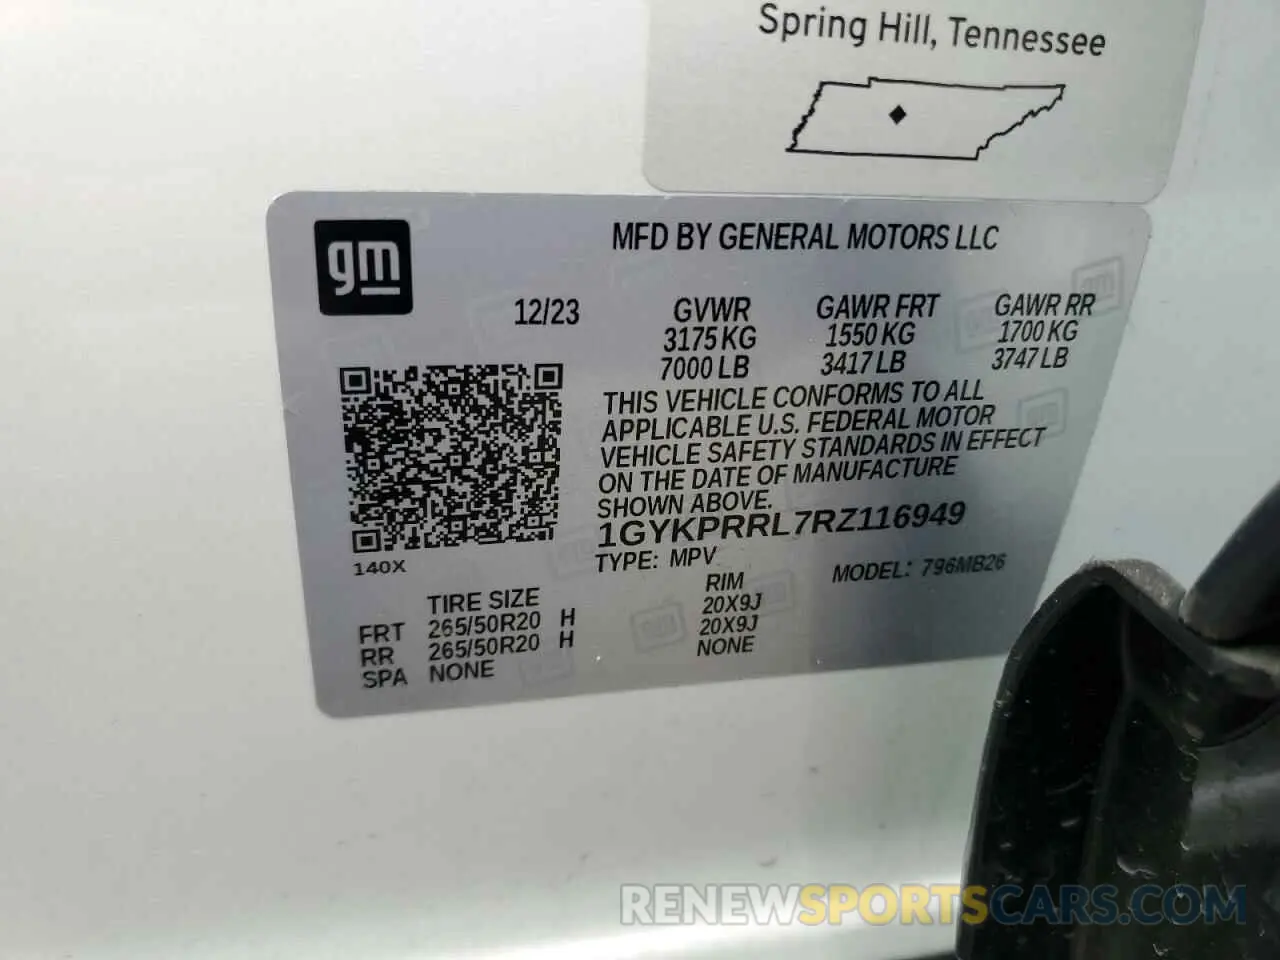 Spring Hill, Tennessee
gm
MFD BY GENERAL MOTORS LLC
12/23 GVWR GAWR FRT GAWR RR
3175 KG 1550 KG 1700 KG
7000 LB 3417 LB 3747 LB
THIS VEHICLE CONFORMS TO ALL
APPLICABLE U.S. FEDERAL MOTOR
VEHICLE SAFETY STANDARDS IN EFFECT
ON THE DATE OF MANUFACTURE
SHOWN ABOVE.
1GYKPRRL7RZ116949
140X
TYPE: MPV MODEL: 796MB26
TIRE SIZE RIM
FRT 265/50R20 H 20X9J
RR 265/50R20 H 20X9J
SPA NONE NONE
RENEWSPORTSCARS.COM